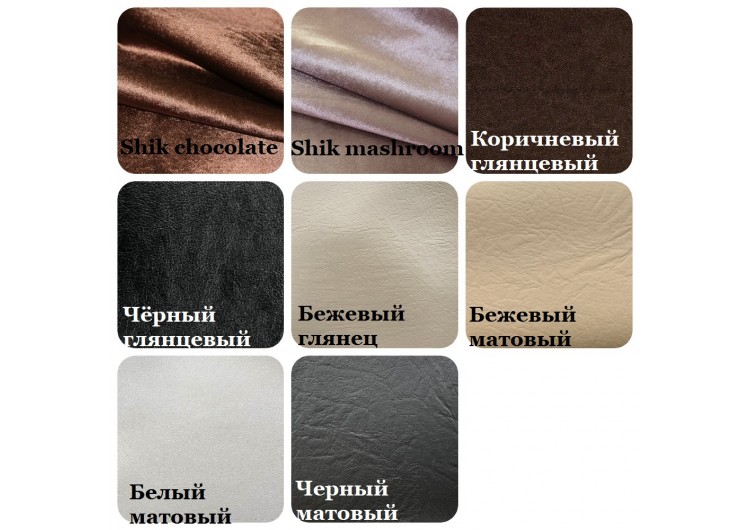 Shik chocolate
Shik mashroom
Коричневый
глянцевый
Чёрный
глянцевый
Бежевый
глянец
Бежевый
матовый
Белый
матовый
Черный
матовый